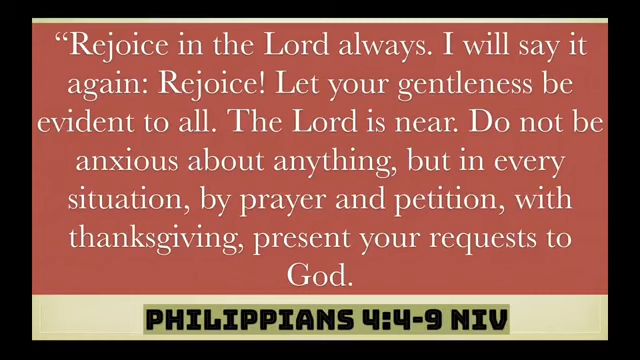 “Rejoice in the Lord always. I will say it
again: Rejoice! Let your gentleness be
evident to all. The Lord is near. Do not be
anxious about anything, but in every
situation, by prayer and petition, with
thanksgiving, present your requests to
God.
PHILIPPIANS 4:4-9 NIV